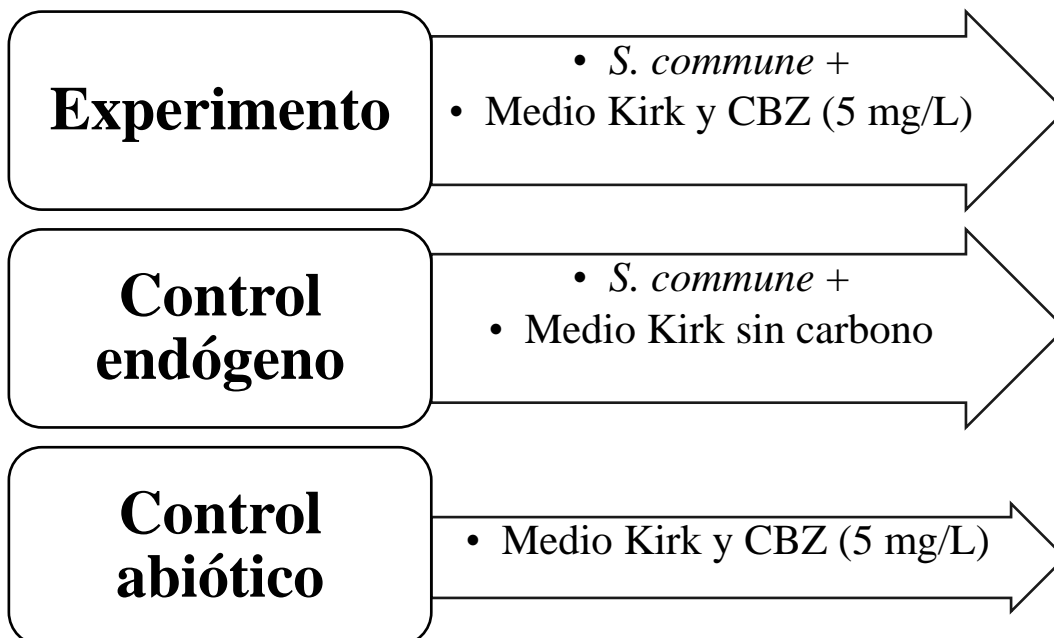 Experimento
• S. commune +
• Medio Kirk y CBZ (5 mg/L)
Control
endógeno
• S. commune +
• Medio Kirk sin carbono
Control
abiótico
• Medio Kirk y CBZ (5 mg/L)